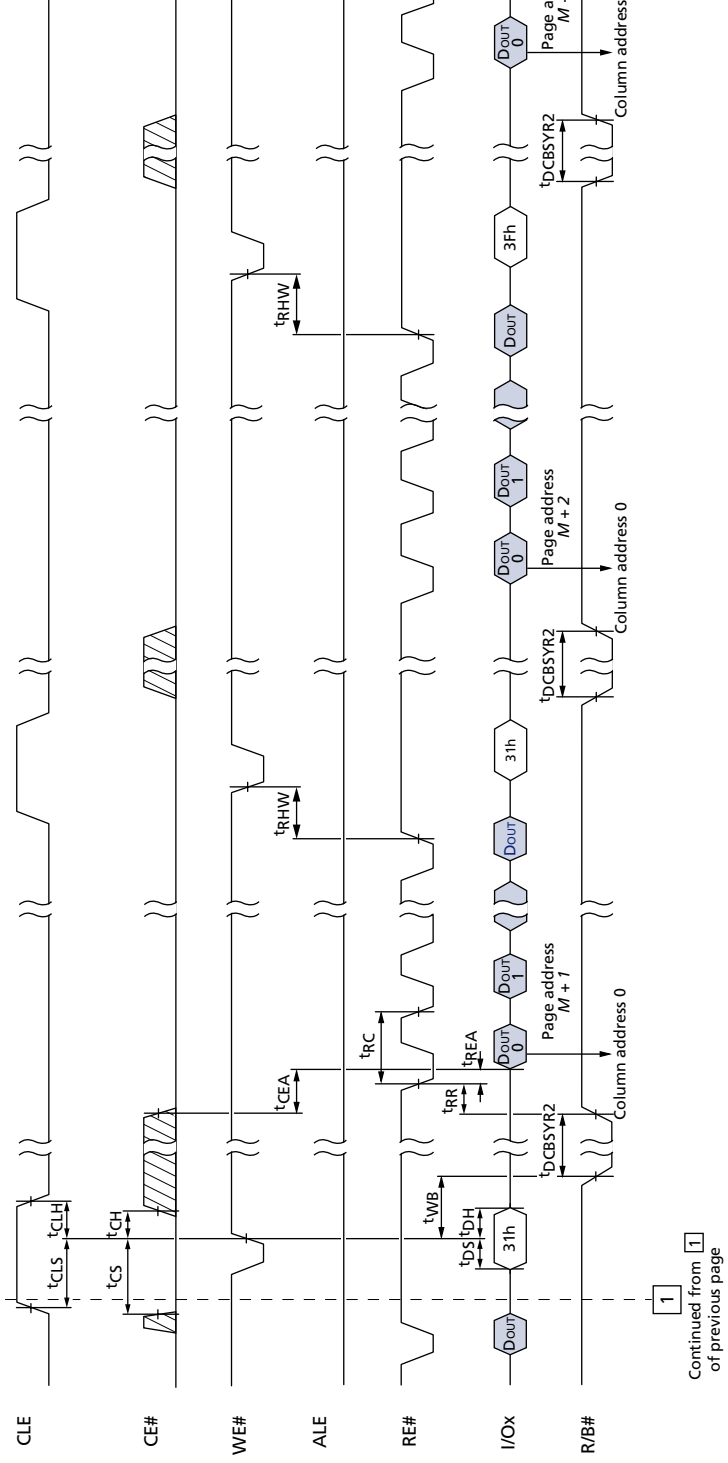 CLE
tCLS
tCLH
CE#
tCS
tCH
tCEA
WE#
tRHW
tRHW
ALE
RE#
tWB
tRR
tREA
tRC
I/Ox
DOUT
tDS
tDH
31h
DOUT 0
DOUT 1
DOUT
31h
DOUT 0
DOUT 1
DOUT
3Fh
DOUT 0
Page address
M + 1
Page address
M + 2
Page a
M
R/B#
tDCBSYR2
tDCBSYR2
tDCBSYR2
Column address 0
Column address 0
Column address
1
Continued from 1
of previous page